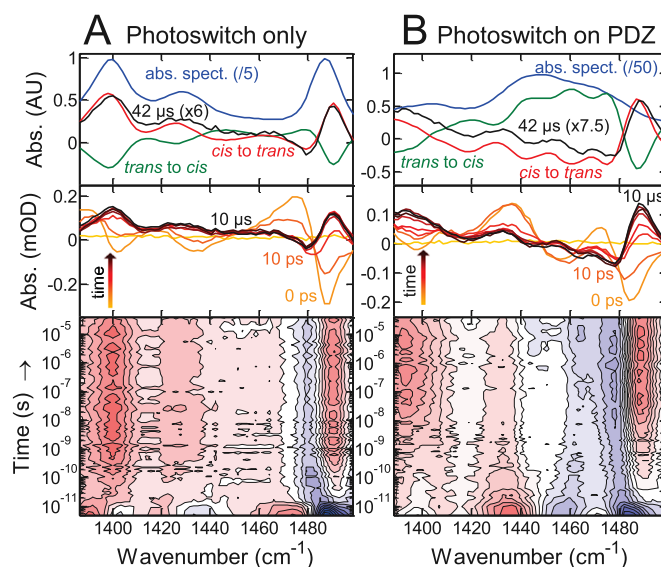 A Photoswitch only
B Photoswitch on PDZ
Abs. (AU)
0.5
0
abs. spect. (/5)
42 µs (x6)
cis to trans
trans to cis
1
0.5
0
-0.5
abs. spect. (/50).
42 µs (x7.5)
trans to cis
cis to trans
Abs. (mOD)
0.2
0
-0.2
time
10 µs
10 ps
0 ps
0.1
0
-0.1
-0.2
time
10 µs
10 ps
0 ps
Time (s) →
10-5
10-6
10-7
10-8
10-9
10-10
10-11
1400 1420 1440 1460 1480
Wavenumber (cm-1)
10-5
10-6
10-7
10-8
10-9
10-10
10-11
1400 1420 1440 1460 1480
Wavenumber (cm-1)